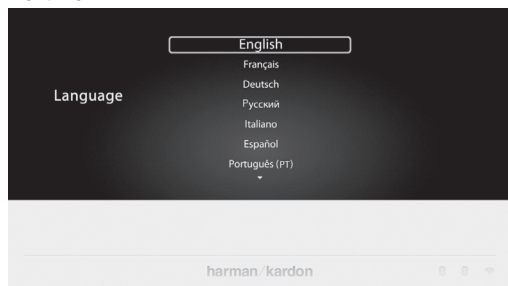 English
Français
Deutsch
Language
Русский
Italiano
Español
Português (PT)
harman/kardon